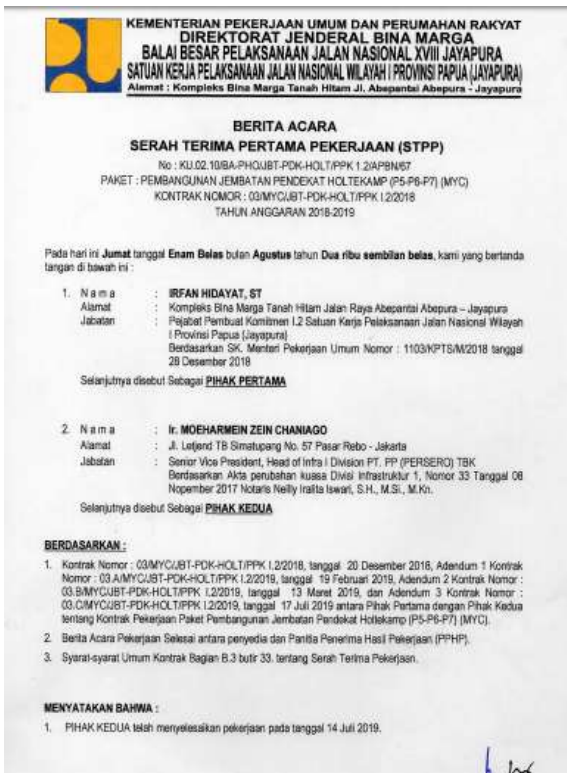 KEMENTERIAN PEKERJAAN UMUM DAN PERUMAHAN RAKYAT
DIREKTORAT JENDERAL BINA MARGA
BALAI BESAR PELAKSANAAN JALAN NASIONAL XVIII JAYAPURA
SATUAN KERJA PELAKSANAAN JALAN NASIONAL WILAYAH I PROVINSI PAPUA (JAYAPURA)
Alamat : Kompleks Bina Marga Tanah Hitam Jl. Abepantai Abepura - Jayapura
BERITA ACARA
SERAH TERIMA PERTAMA PEKERJAAN (STPP)
No : KU.02.10/BA-PHO/JBT-PDK-HOLT/PPK 1.2/APBN/67
PAKET : PEMBANGUNAN JEMBATAN PENDEKAT HOLTEKAMP (P5-P6-P7) (MYC)
KONTRAK NOMOR : 03/MYC/JBT-PDK-HOLT/PPK I.2/2018
TAHUN ANGGARAN 2018-2019
Pada hari ini Jumat tanggal Enam Belas bulan Agustus tahun Dua ribu sembilan belas, kami yang bertanda
tangan di bawah ini :
1. N a m a : IRFAN HIDAYAT, ST
Alamat : Kompleks Bina Marga Tanah Hitam Jalan Raya Abepantai Abepura – Jayapura
Jabatan : Pejabat Pembuat Komitmen I.2 Satuan Kerja Pelaksanaan Jalan Nasional Wilayah
I Provinsi Papua (Jayapura)
Berdasarkan SK. Menteri Pekerjaan Umum Nomor : 1103/KPTS/M/2018 tanggal
28 Desember 2018
Selanjutnya disebut Sebagai PIHAK PERTAMA
2. N a m a : Ir. MOEHARMEIN ZEIN CHANIAGO
Alamat : Jl. Letjend TB Simatupang No. 57 Pasar Rebo - Jakarta
Jabatan : Senior Vice President, Head of Infra I Division PT. PP (PERSERO) TBK
Berdasarkan Akta perubahan kuasa Divisi Infrastruktur 1, Nomor 33 Tanggal 08
Nopember 2017 Notaris Neilly Iralita Iswari, S.H., M.Si., M.Kn.
Selanjutnya disebut Sebagai PIHAK KEDUA
BERDASARKAN :
1. Kontrak Nomor : 03/MYC/JBT-PDK-HOLT/PPK I.2/2018, tanggal 20 Desember 2018, Adendum 1 Kontrak
Nomor : 03.A/MYC/JBT-PDK-HOLT/PPK I.2/2019, tanggal 19 Februari 2019, Adendum 2 Kontrak Nomor :
03.B/MYC/JBT-PDK-HOLT/PPK I.2/2019, tanggal 13 Maret 2019, dan Adendum 3 Kontrak Nomor :
03.C/MYC/JBT-PDK-HOLT/PPK I.2/2019, tanggal 17 Juli 2019 antara Pihak Pertama dengan Pihak Kedua
tentang Kontrak Pekerjaan Paket Pembangunan Jembatan Pendekat Holtekamp (P5-P6-P7) (MYC).
2. Berita Acara Pekerjaan Selesai antara penyedia dan Panitia Penerima Hasil Pekerjaan (PPHP).
3. Syarat-syarat Umum Kontrak Bagian B.3 butir 33. tentang Serah Terima Pekerjaan.
MENYATAKAN BAHWA :
1. PIHAK KEDUA telah menyelesaikan pekerjaan pada tanggal 14 Juli 2019.